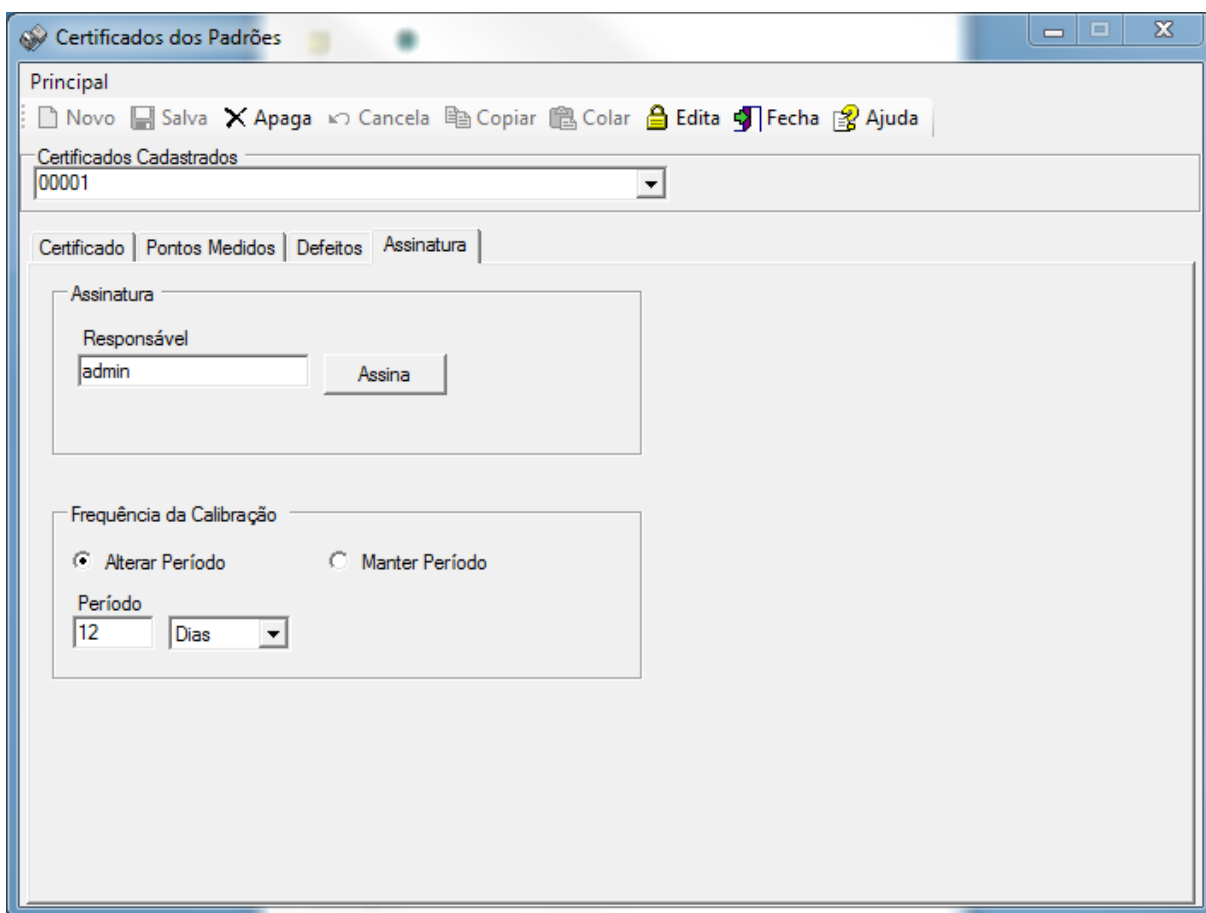 Certificados dos Padrões
Principal
Novo Salva Apaga Cancela Copiar Colar Edita Fecha Ajuda
Certificados Cadastrados
00001
Certificado Pontos Medidos Defeitos Assinatura
Assinatura
Responsável
admin Assina
Frequência da Calibração
Alterar Período Manter Período
Período
12 Dias